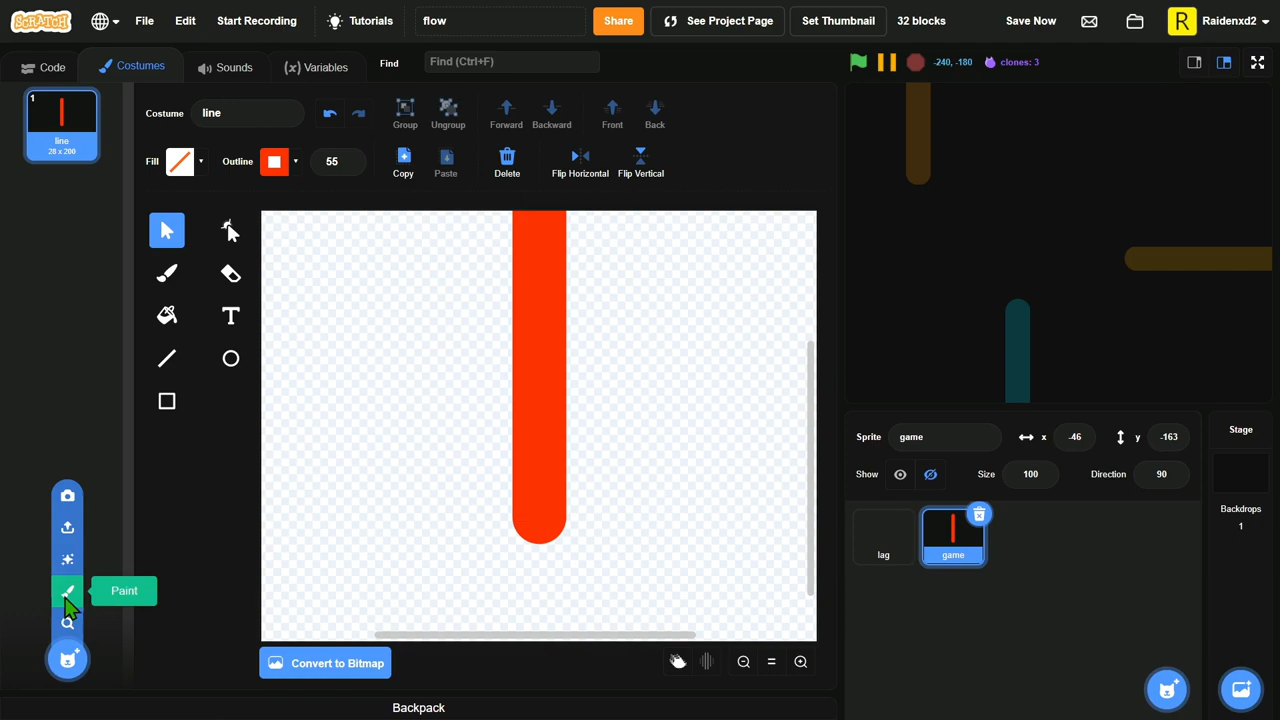 SCRATCH File Edit Start Recording Tutorials flow Share See Project Page Set Thumbnail 32 blocks Save Now R Raidenxd2
Code Costumes Sounds (x) Variables Find Find (Ctrl+F) -240, -180 clones: 3
1
line
28 x 200
Costume line Group Ungroup Forward Backward Front Back
Fill Outline 55 Copy Paste Delete Flip Horizontal Flip Vertical
T
Sprite game x -46 y -163
Show Size 100 Direction 90
lag game
Stage
Backdrops
1
Paint
Convert to Bitmap
Backpack